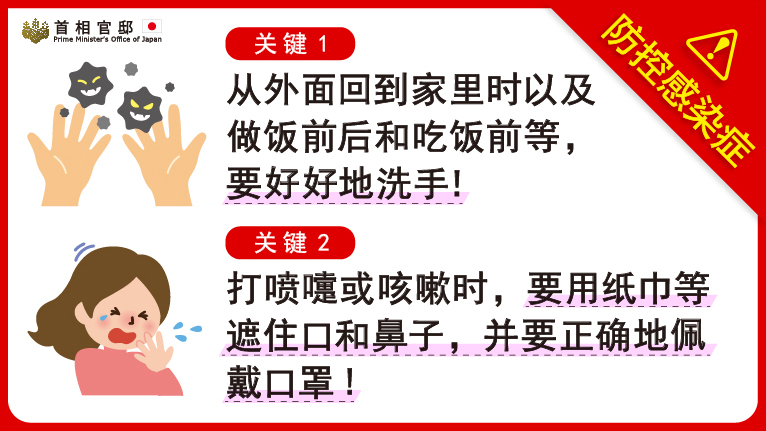 首相官邸
Prime Minister's Office of Japan
防控感染症
关键 1
从外面回到家里时以及
做饭前后和吃饭前等，
要好好地洗手!
关键 2
打喷嚏或咳嗽时，要用纸巾等
遮住口和鼻子，并要正确地佩
戴口罩！